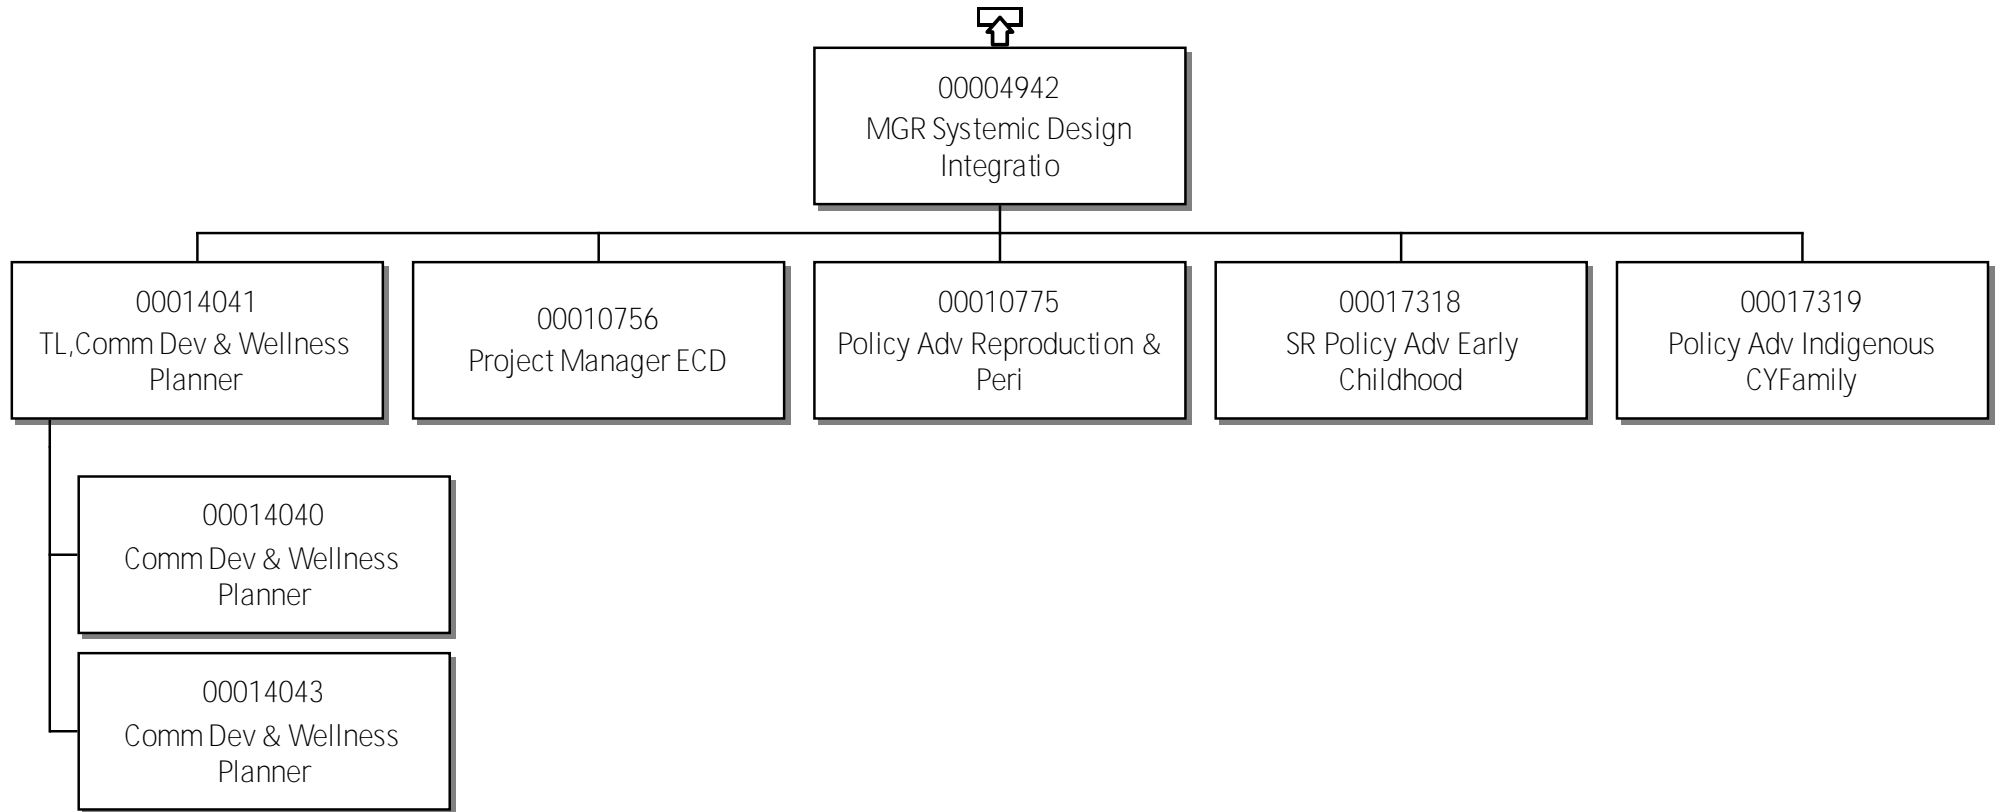 00004942
MGR Systemic Design
Integratio
00014041
TL,Comm Dev & Wellness
Planner
00010756
Project Manager ECD
00010775
Policy Adv Reproduction &
Peri
00017318
SR Policy Adv Early
Childhood
00017319
Policy Adv Indigenous
CYFamily
00014040
Comm Dev & Wellness
Planner
00014043
Comm Dev & Wellness
Planner